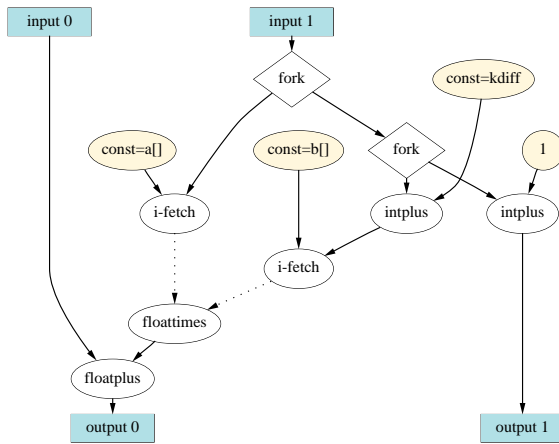 input 0
input 1
fork
const=kdiff
const=a[]
const=b[]
fork
1
i-fetch
intplus
intplus
i-fetch
floattimes
floatplus
output 0
output 1